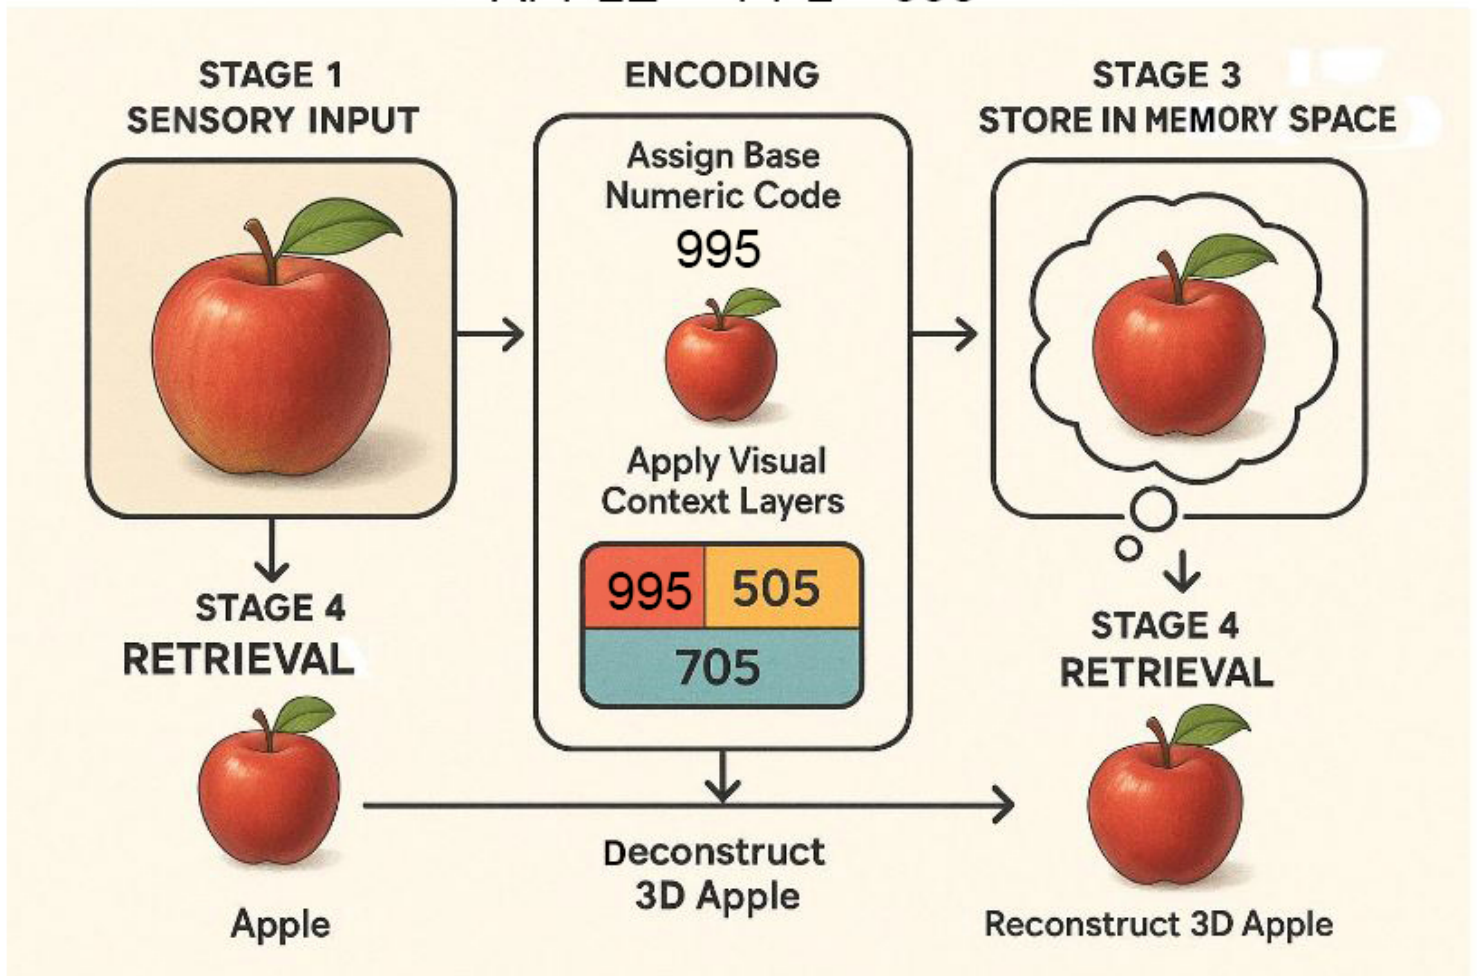 STAGE 1
SENSORY INPUT
ENCODING
Assign Base
Numeric Code
995
Apply Visual
Context Layers
995 505
705
STAGE 3
STORE IN MEMORY SPACE
STAGE 4
RETRIEVAL
Apple
Deconstruct
3D Apple
STAGE 4
RETRIEVAL
Reconstruct 3D Apple